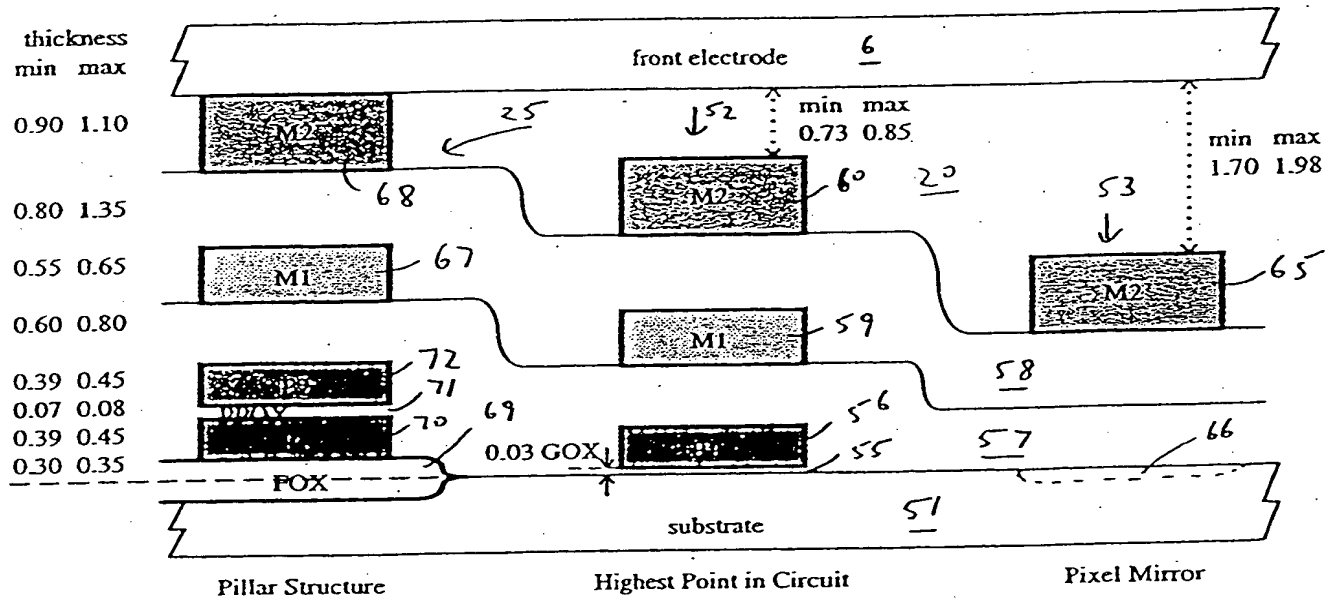 thickness
min max
front electrode 6
0.90 1.10
M2
25
52
min max
0.73 0.85
min max
1.70 1.98
68
M2
60
20
53
0.80 1.35
0.55 0.65
M1
67
M2
65
0.60 0.80
M1
59
0.39 0.45
72
58
0.07 0.08
71
0.39 0.45
70
69
0.03 GOX
56
57
66
0.30 0.35
55
FOX
substrate 51
Pillar Structure
Highest Point in Circuit
Pixel Mirror